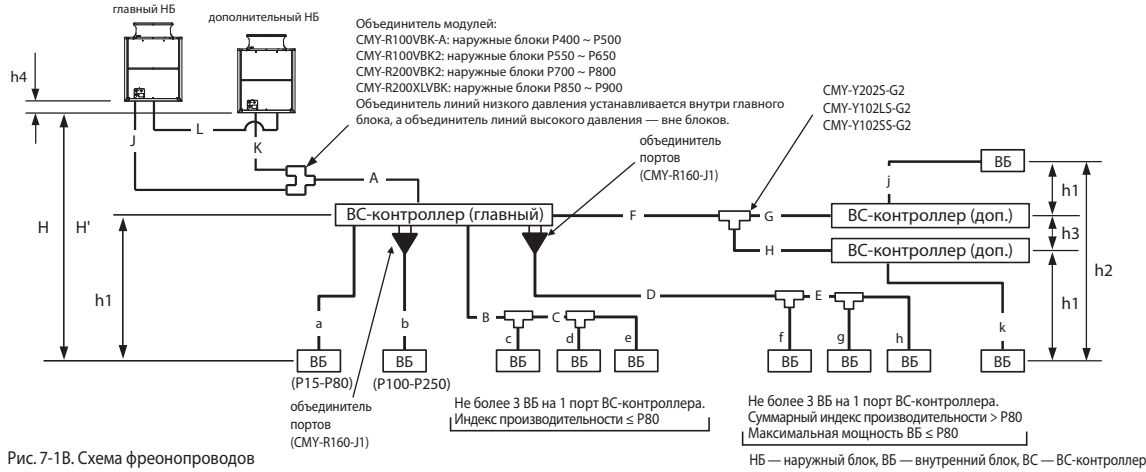 главный НБ
дополнительный НБ
Объединитель модулей:
CMY-R100VBK-A: наружные блоки P400 ~ P500
CMY-R100VBK2: наружные блоки P550 ~ P650
CMY-R200VBK2: наружные блоки P700 ~ P800
CMY-R200XLVBK: наружные блоки P850 ~ P900
Объединитель линий низкого давления устанавливается внутри главного
блока, а объединитель линий высокого давления — вне блоков.
h4
L
J
K
A
объединитель
портов
(CMY-R160-J1)
CMY-Y202S-G2
CMY-Y102LS-G2
CMY-Y102SS-G2
ВБ
j
h1
H
H'
h1
ВС-контроллер (главный)
F
G
ВС-контроллер (доп.)
h3
H
ВС-контроллер (доп.)
h2
h1
a
b
B
C
c
d
e
D
E
f
g
h
k
ВБ
ВБ
ВБ
ВБ
ВБ
ВБ
ВБ
ВБ
ВБ
(P15-P80)
(P100-P250)
объединитель
портов
(CMY-R160-J1)
Не более 3 ВБ на 1 порт ВС-контроллера.
Индекс производительности ≤ P80
Не более 3 ВБ на 1 порт ВС-контроллера.
Суммарный индекс производительности > P80
Максимальная мощность ВБ ≤ P80
Рис. 7-1В. Схема фреонопроводов
НБ — наружный блок, ВБ — внутренний блок, ВС — ВС-контроллер